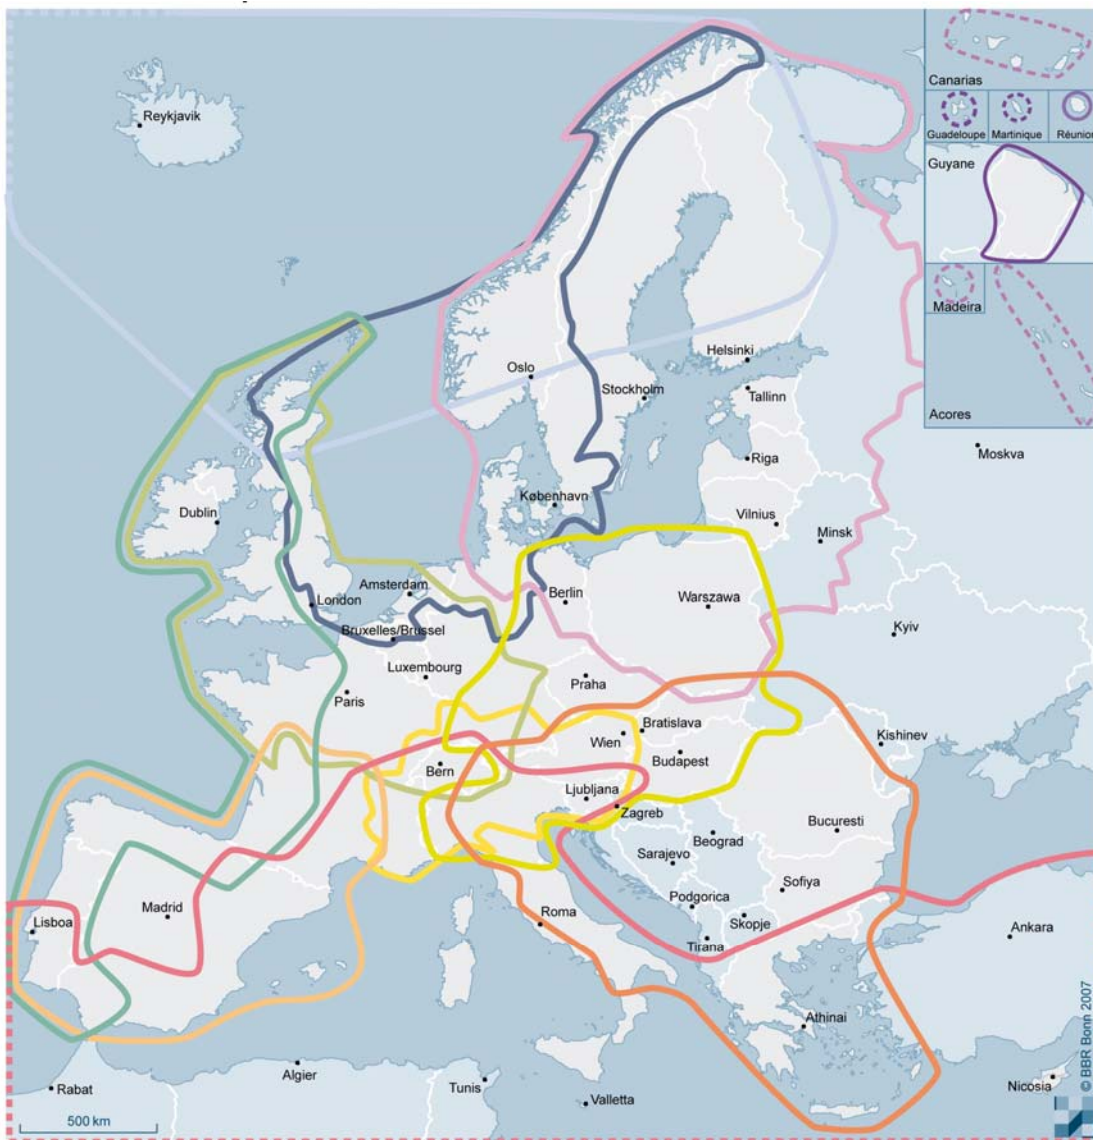 Reykjavik
Canarias
Guadeloupe
Martinique
Réunion
Guyane
Madeira
Acores
Helsinki
Oslo
Tallinn
Stockholm
Moskva
Riga
København
Dublin
Vilnius
Minsk
Amsterdam
Berlin
Warszawa
London
Kyiv
Bruxelles/Brussel
Luxembourg
Praha
Paris
Bratislava
Wien
Kishinev
Budapest
Bern
Ljubljana
Zagreb
Bucuresti
Beograd
Sarajevo
Sofiya
Podgorica
Madrid
Roma
Skopje
Lisboa
Ankara
Tirana
Athinai
Algier
Tunis
Nicosia
Rabat
Valletta
500 km
© BBR Bonn 2007